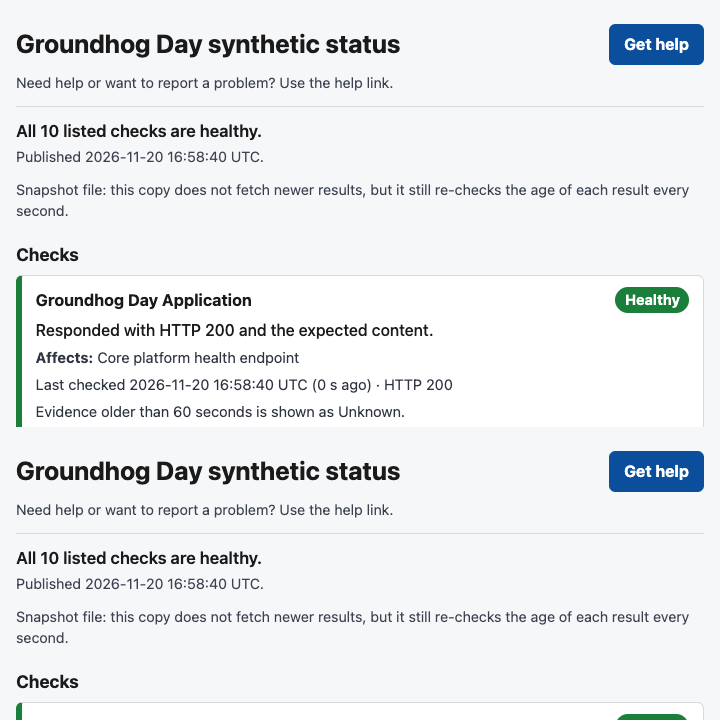 Groundhog Day synthetic status
Get help
Need help or want to report a problem? Use the help link.
All 10 listed checks are healthy.
Published 2026-11-20 16:58:40 UTC.
Snapshot file: this copy does not fetch newer results, but it still re-checks the age of each result every
second.
Checks
Groundhog Day Application
Healthy
Responded with HTTP 200 and the expected content.
Affects: Core platform health endpoint
Last checked 2026-11-20 16:58:40 UTC (0 s ago) · HTTP 200
Evidence older than 60 seconds is shown as Unknown.
Groundhog Day synthetic status
Get help
Need help or want to report a problem? Use the help link.
All 10 listed checks are healthy.
Published 2026-11-20 16:58:40 UTC.
Snapshot file: this copy does not fetch newer results, but it still re-checks the age of each result every
second.
Checks